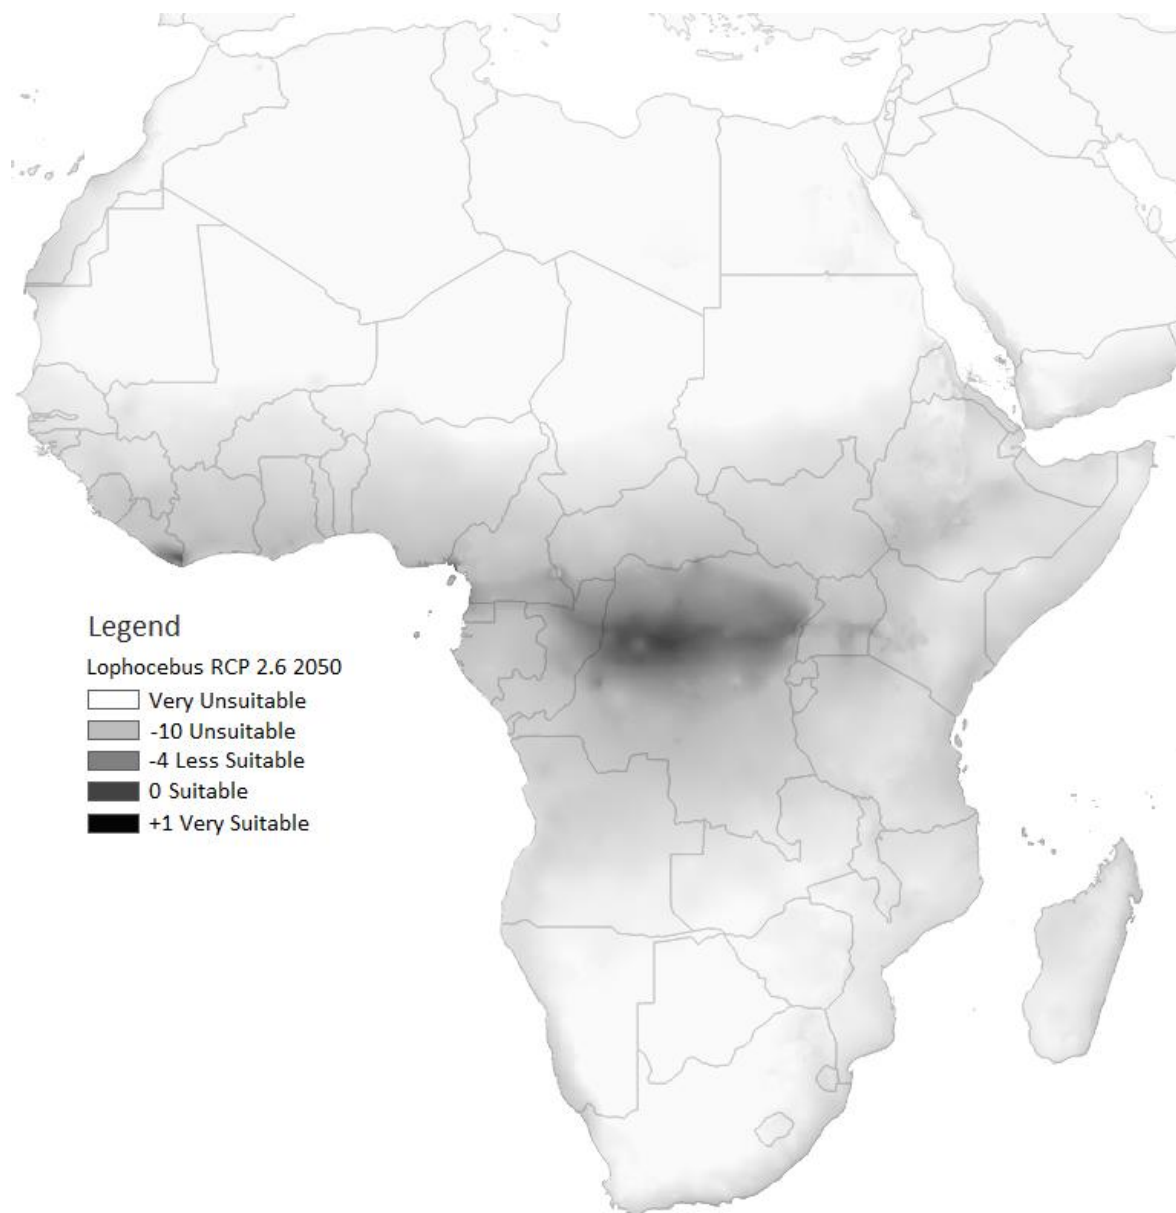 Legend
Lophocebus RCP 2.6 2050
Very Unsuitable
-10 Unsuitable
-4 Less Suitable
0 Suitable
+1 Very Suitable